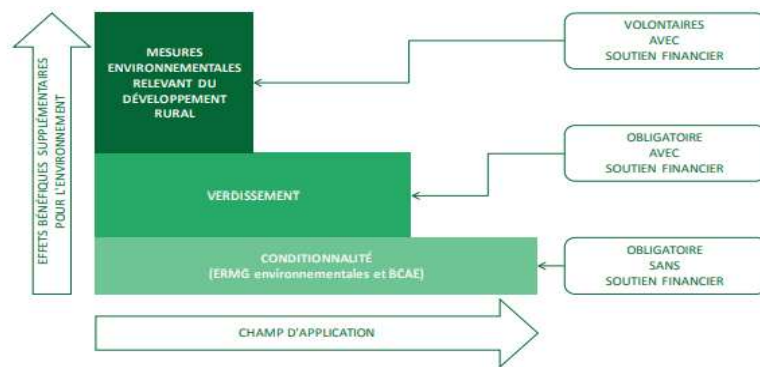 EFFETS BÉNÉFIQUES SUPPLÉMENTAIRES
POUR L'ENVIRONNEMENT
MESURES
ENVIRONNEMENTALES
RELEVANT DU
DÉVELOPPEMENT
RURAL
VOLONTAIRES
AVEC
SOUTIEN FINANCIER
VERDISSEMENT
OBLIGATOIRE
AVEC
SOUTIEN FINANCIER
CONDITIONNALITÉ
(ERMG environnementales et BCAE)
OBLIGATOIRE
SANS
SOUTIEN FINANCIER
CHAMP D'APPLICATION